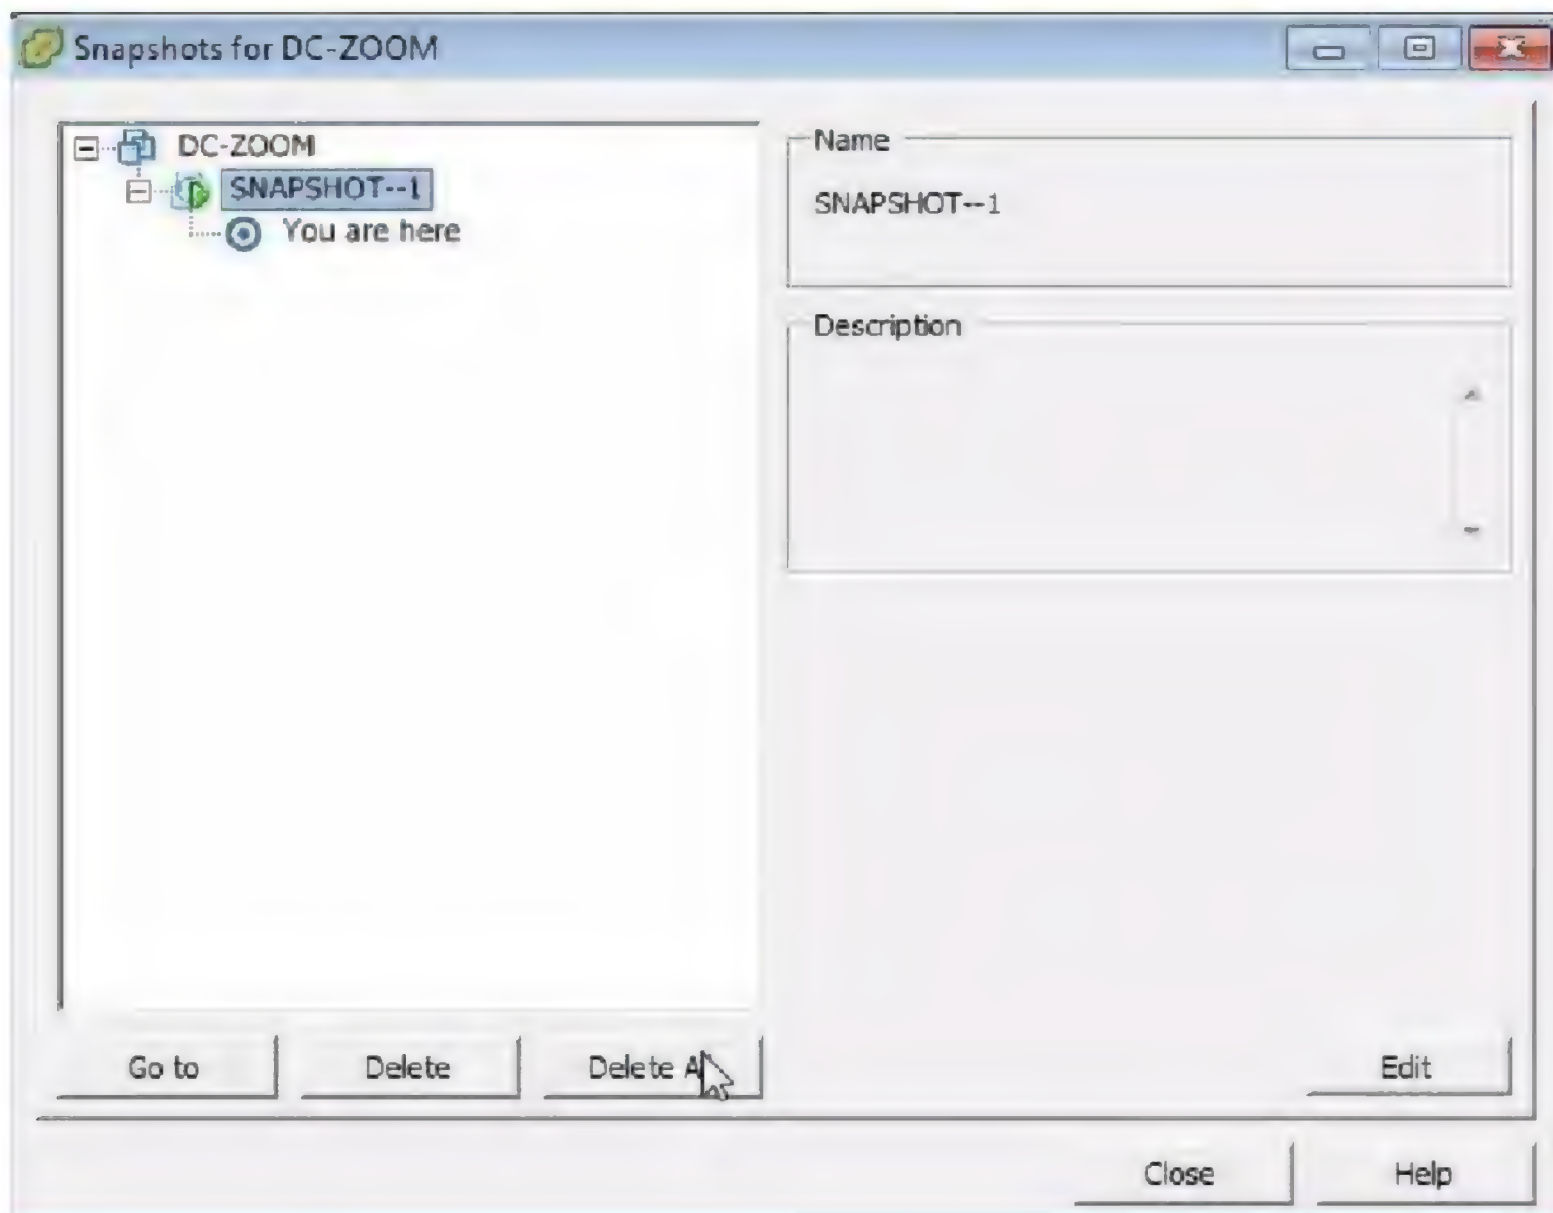 Snapshots for DC-ZOOM
DC-ZOOM
SNAPSHOT--1
You are here
Name
SNAPSHOT--1
Description
Go to
Delete
Delete A
Edit
Close
Help